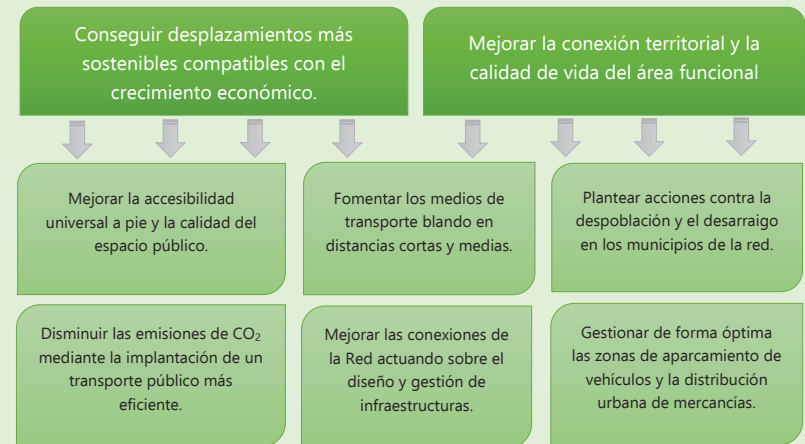 Conseguir desplazamientos más
sostenibles compatibles con el
crecimiento económico.
Mejorar la conexión territorial y la
calidad de vida del área funcional
Mejorar la accesibilidad
universal a pie y la calidad del
espacio público.
Fomentar los medios de
transporte blando en
distancias cortas y medias.
Plantear acciones contra la
despoblación y el desarraigo
en los municipios de la red.
Disminuir las emisiones de CO₂
mediante la implantación de un
transporte público más
eficiente.
Mejorar las conexiones de
la Red actuando sobre el
diseño y gestión de
infraestructuras.
Gestionar de forma óptima
las zonas de aparcamiento de
vehículos y la distribución
urbana de mercancías.